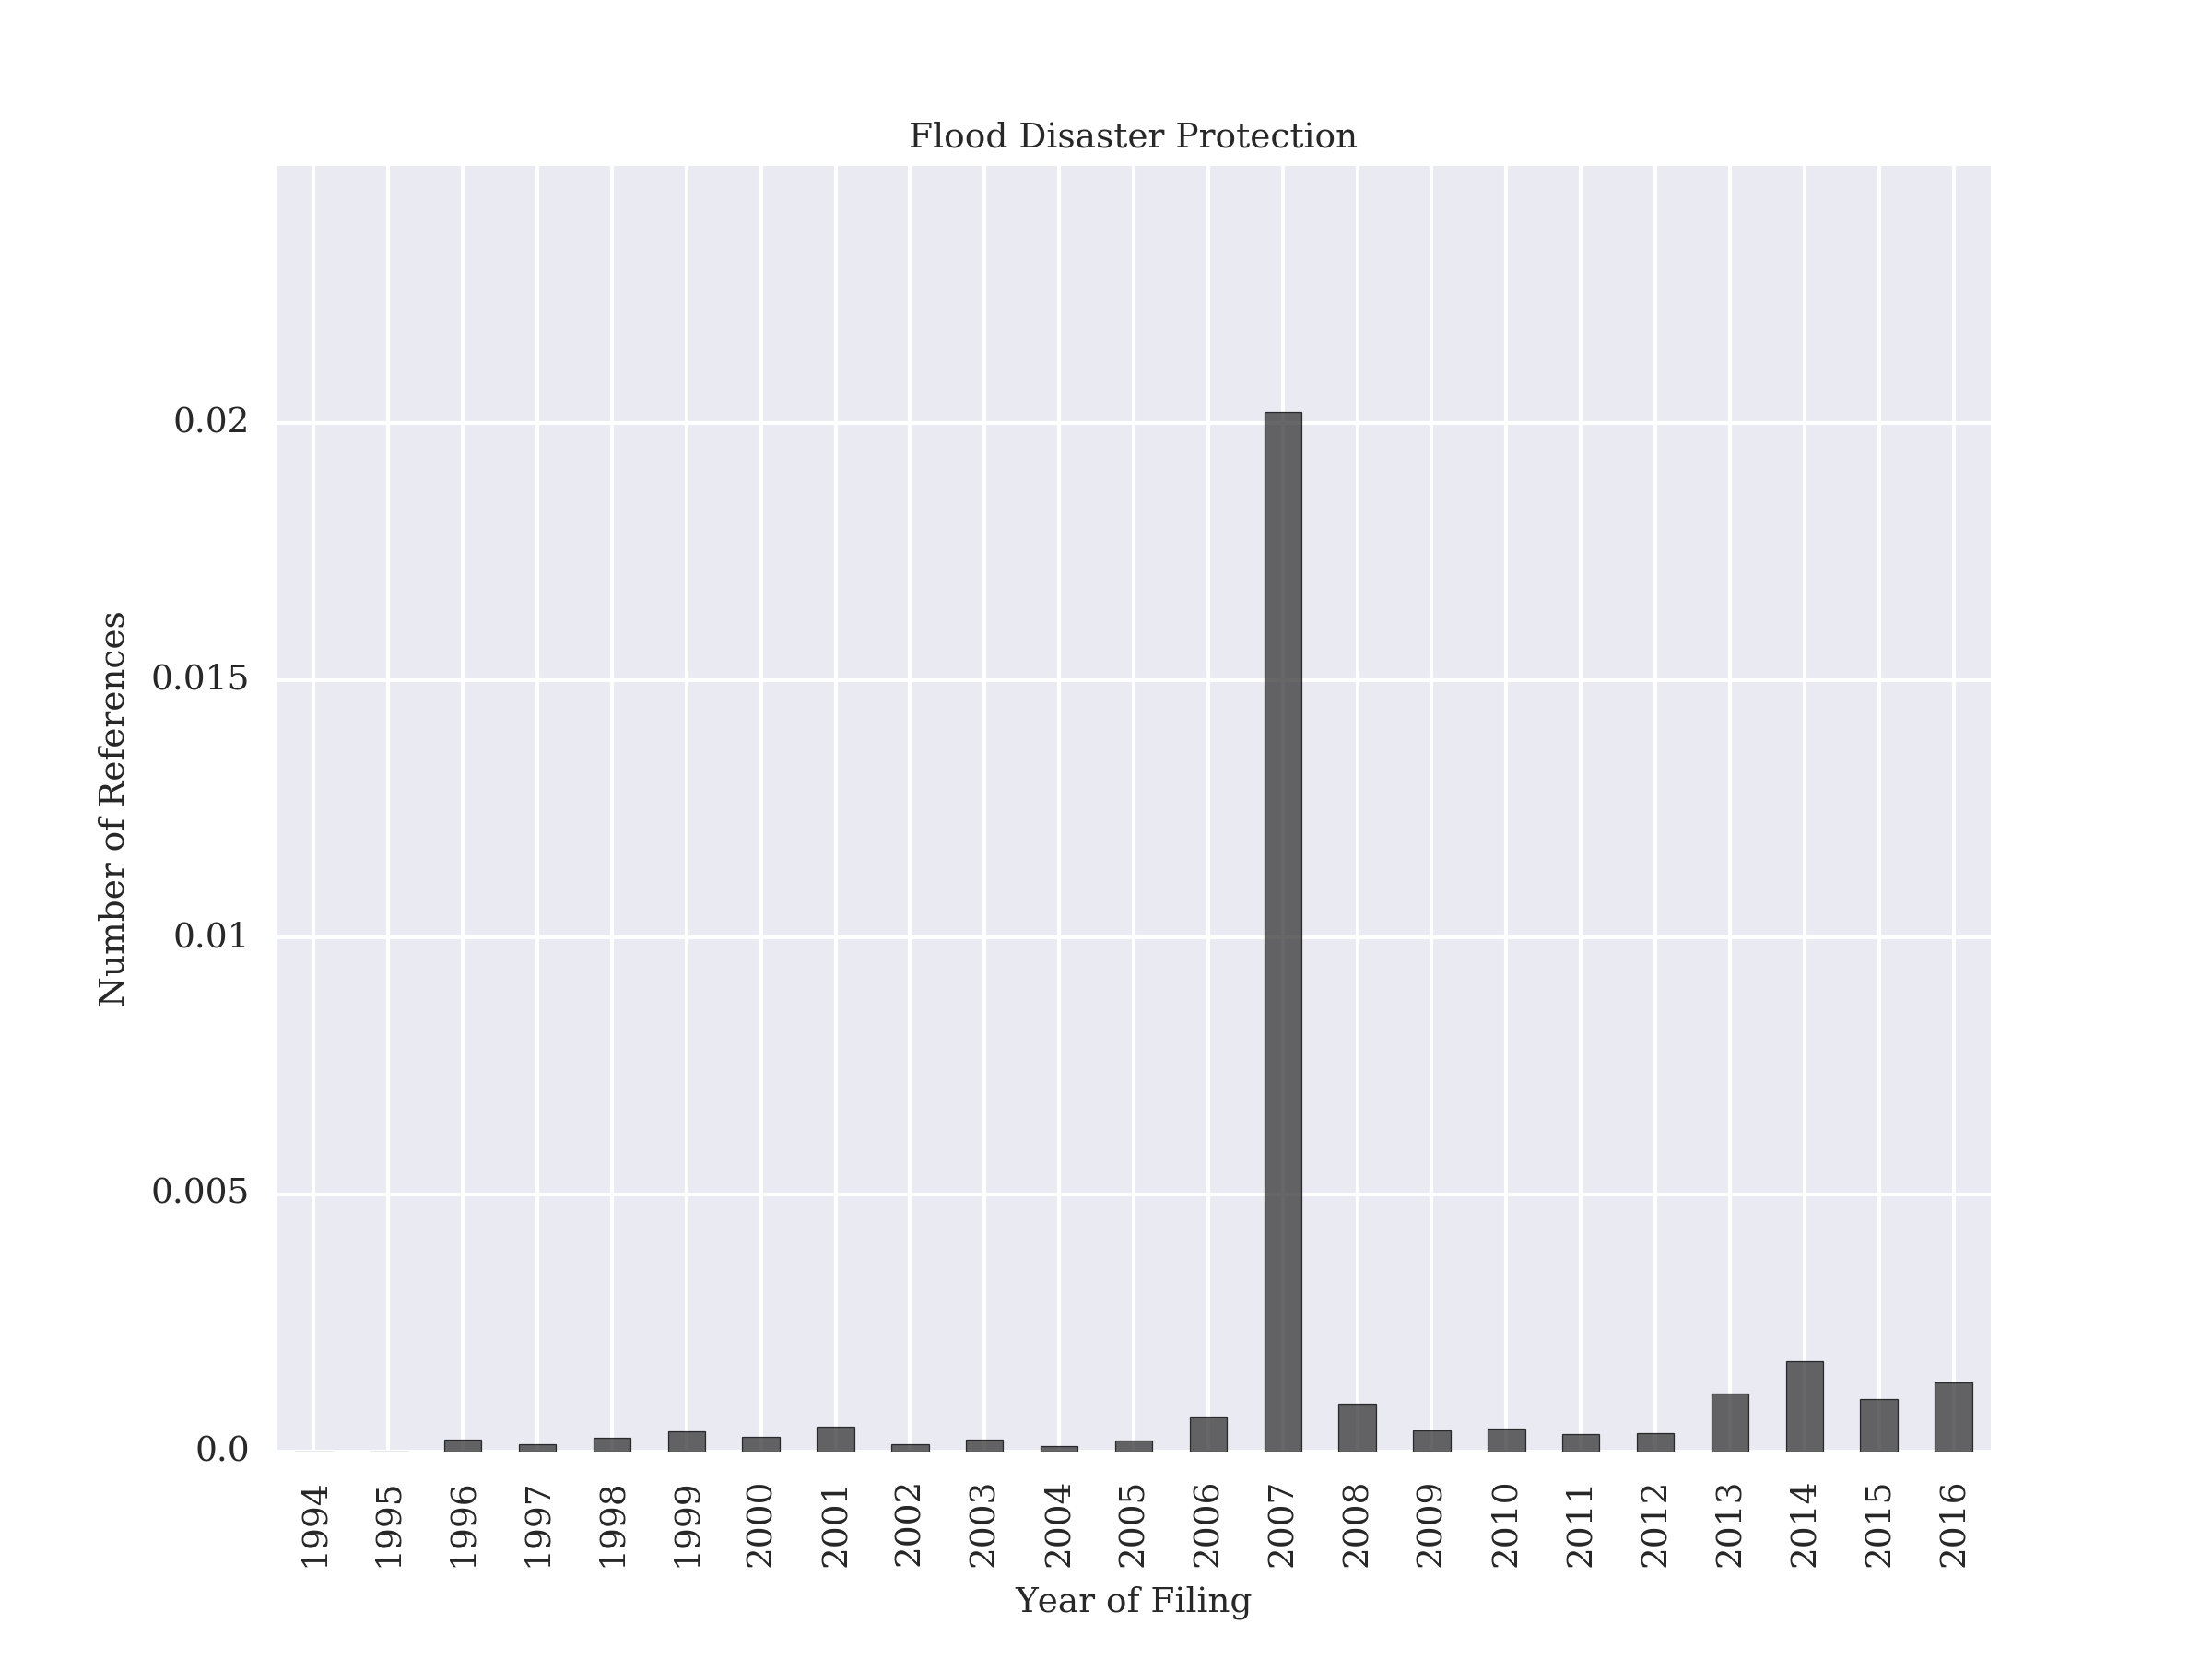 Flood Disaster Protection
Number of References
0.02
0.015
0.01
0.005
0.0
1994 1995 1996 1997 1998 1999 2000 2001 2002 2003 2004 2005 2006 2007 2008 2009 2010 2011 2012 2013 2014 2015 2016
Year of Filing